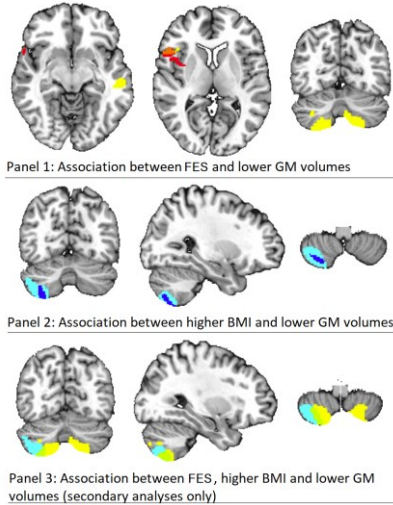 Panel 1: Association between FES and lower GM volumes
Panel 2: Association between higher BMI and lower GM volumes
Panel 3: Association between FES, higher BMI and lower GM
volumes (secondary analyses only)